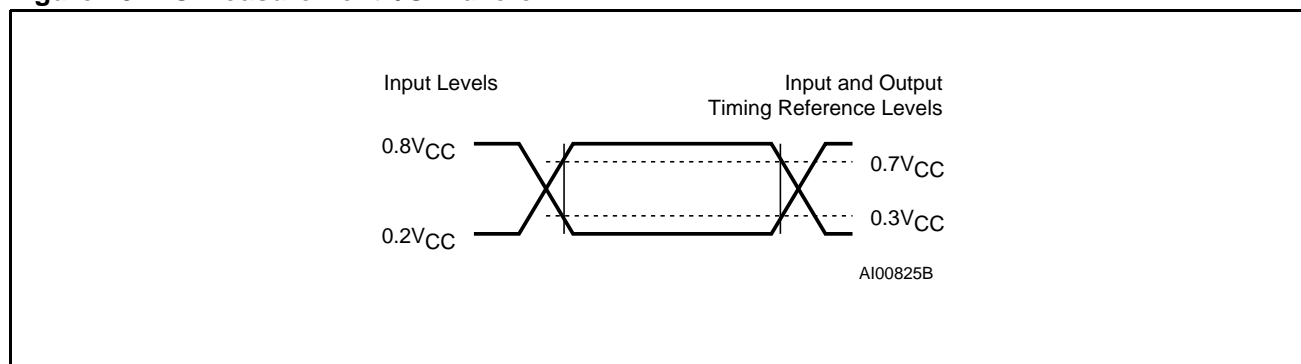 Input Levels
Input and Output
Timing Reference Levels
0.8VCC
0.7VCC
0.3VCC
0.2VCC
AI00825B